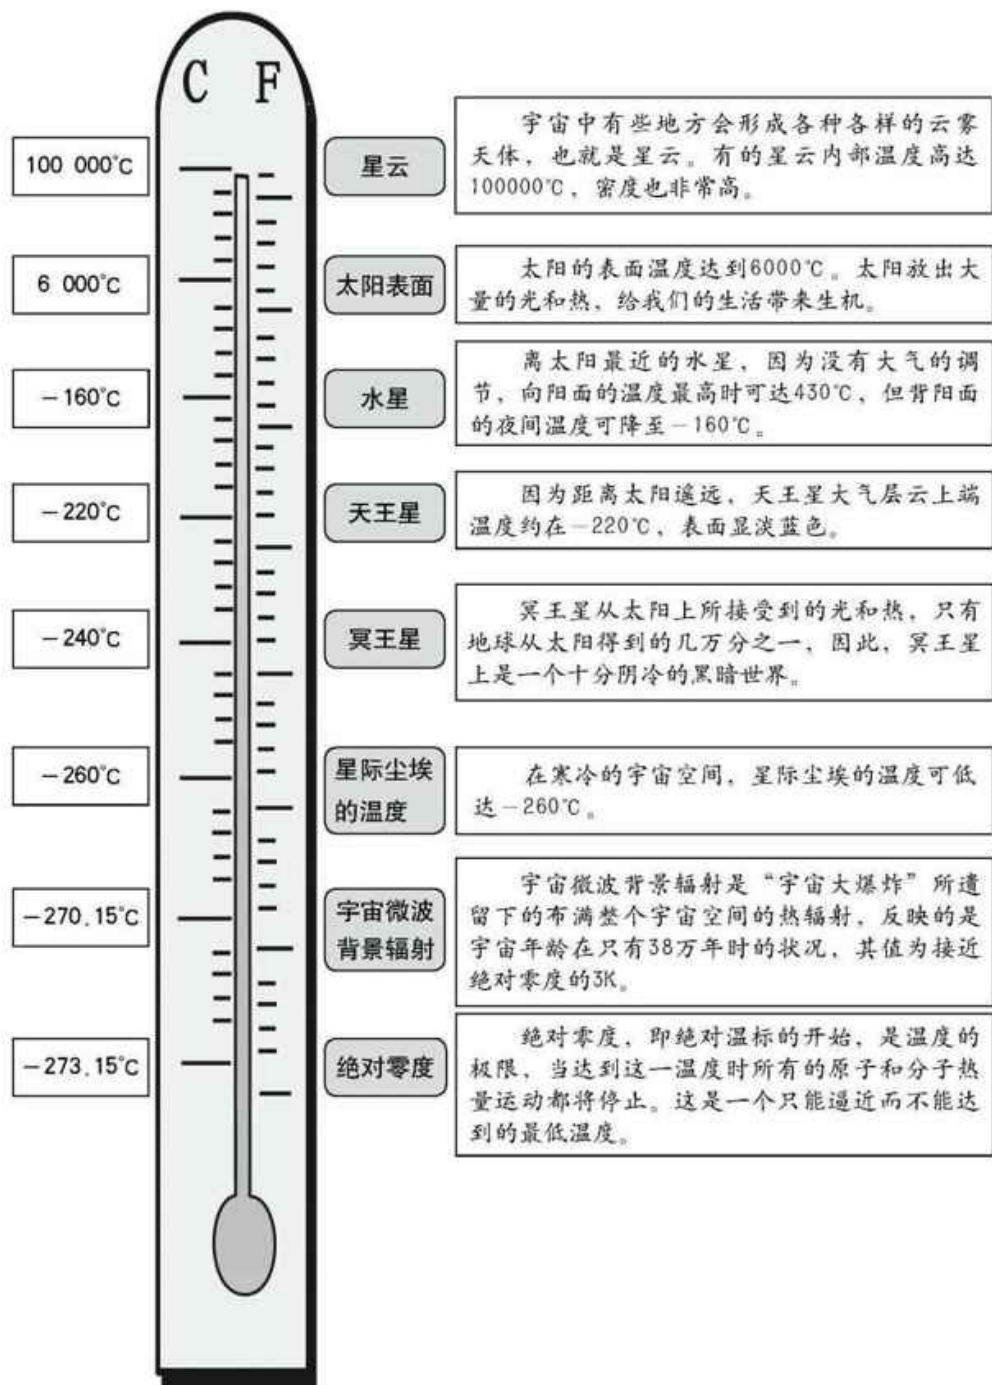 C F
100 000°C
星云
宇宙中有些地方会形成各种各样的云雾
天体，也就是星云。有的星云内部温度高达
100000℃，密度也非常高。
6 000°C
太阳表面
太阳的表面温度达到6000℃。太阳放出大
量的光和热，给我们的生活带来生机。
－160°C
水星
离太阳最近的水星，因为没有大气的调
节，向阳面的温度最高时可达430℃，但背阳面
的夜间温度可降至－160℃。
－220°C
天王星
因为距离太阳遥远，天王星大气层云上端
温度约在－220℃，表面显淡蓝色。
－240°C
冥王星
冥王星从太阳上所接受到的光和热，只有
地球从太阳得到的几万分之一，因此，冥王星
上是一个十分阴冷的黑暗世界。
－260°C
星际尘埃
的温度
在寒冷的宇宙空间，星际尘埃的温度可低
达－260℃。
－270.15°C
宇宙微波
背景辐射
宇宙微波背景辐射是“宇宙大爆炸”所遗
留下的布满整个宇宙空间的热辐射，反映的是
宇宙年龄在只有38万年时的状况，其值为接近
绝对零度的3K。
－273.15°C
绝对零度
绝对零度，即绝对温标的开始，是温度的
极限，当达到这一温度时所有的原子和分子热
量运动都将停止。这是一个只能逼近而不能达
到的最低温度。